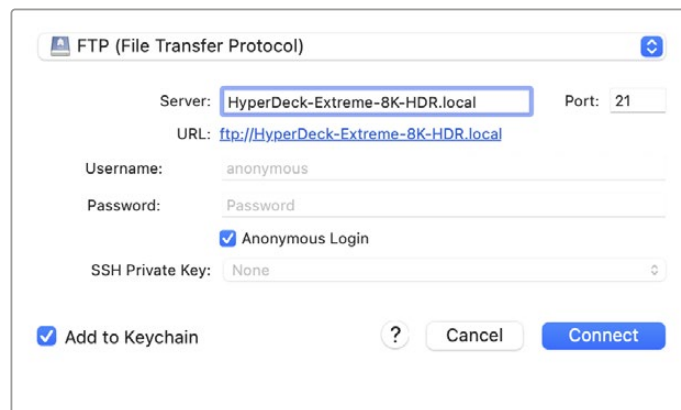 FTP (File Transfer Protocol)
Server: HyperDeck-Extreme-8K-HDR.local Port: 21
URL: ftp://HyperDeck-Extreme-8K-HDR.local
Username: anonymous
Password: Password
Anonymous Login
SSH Private Key: None
Add to Keychain ? Cancel Connect